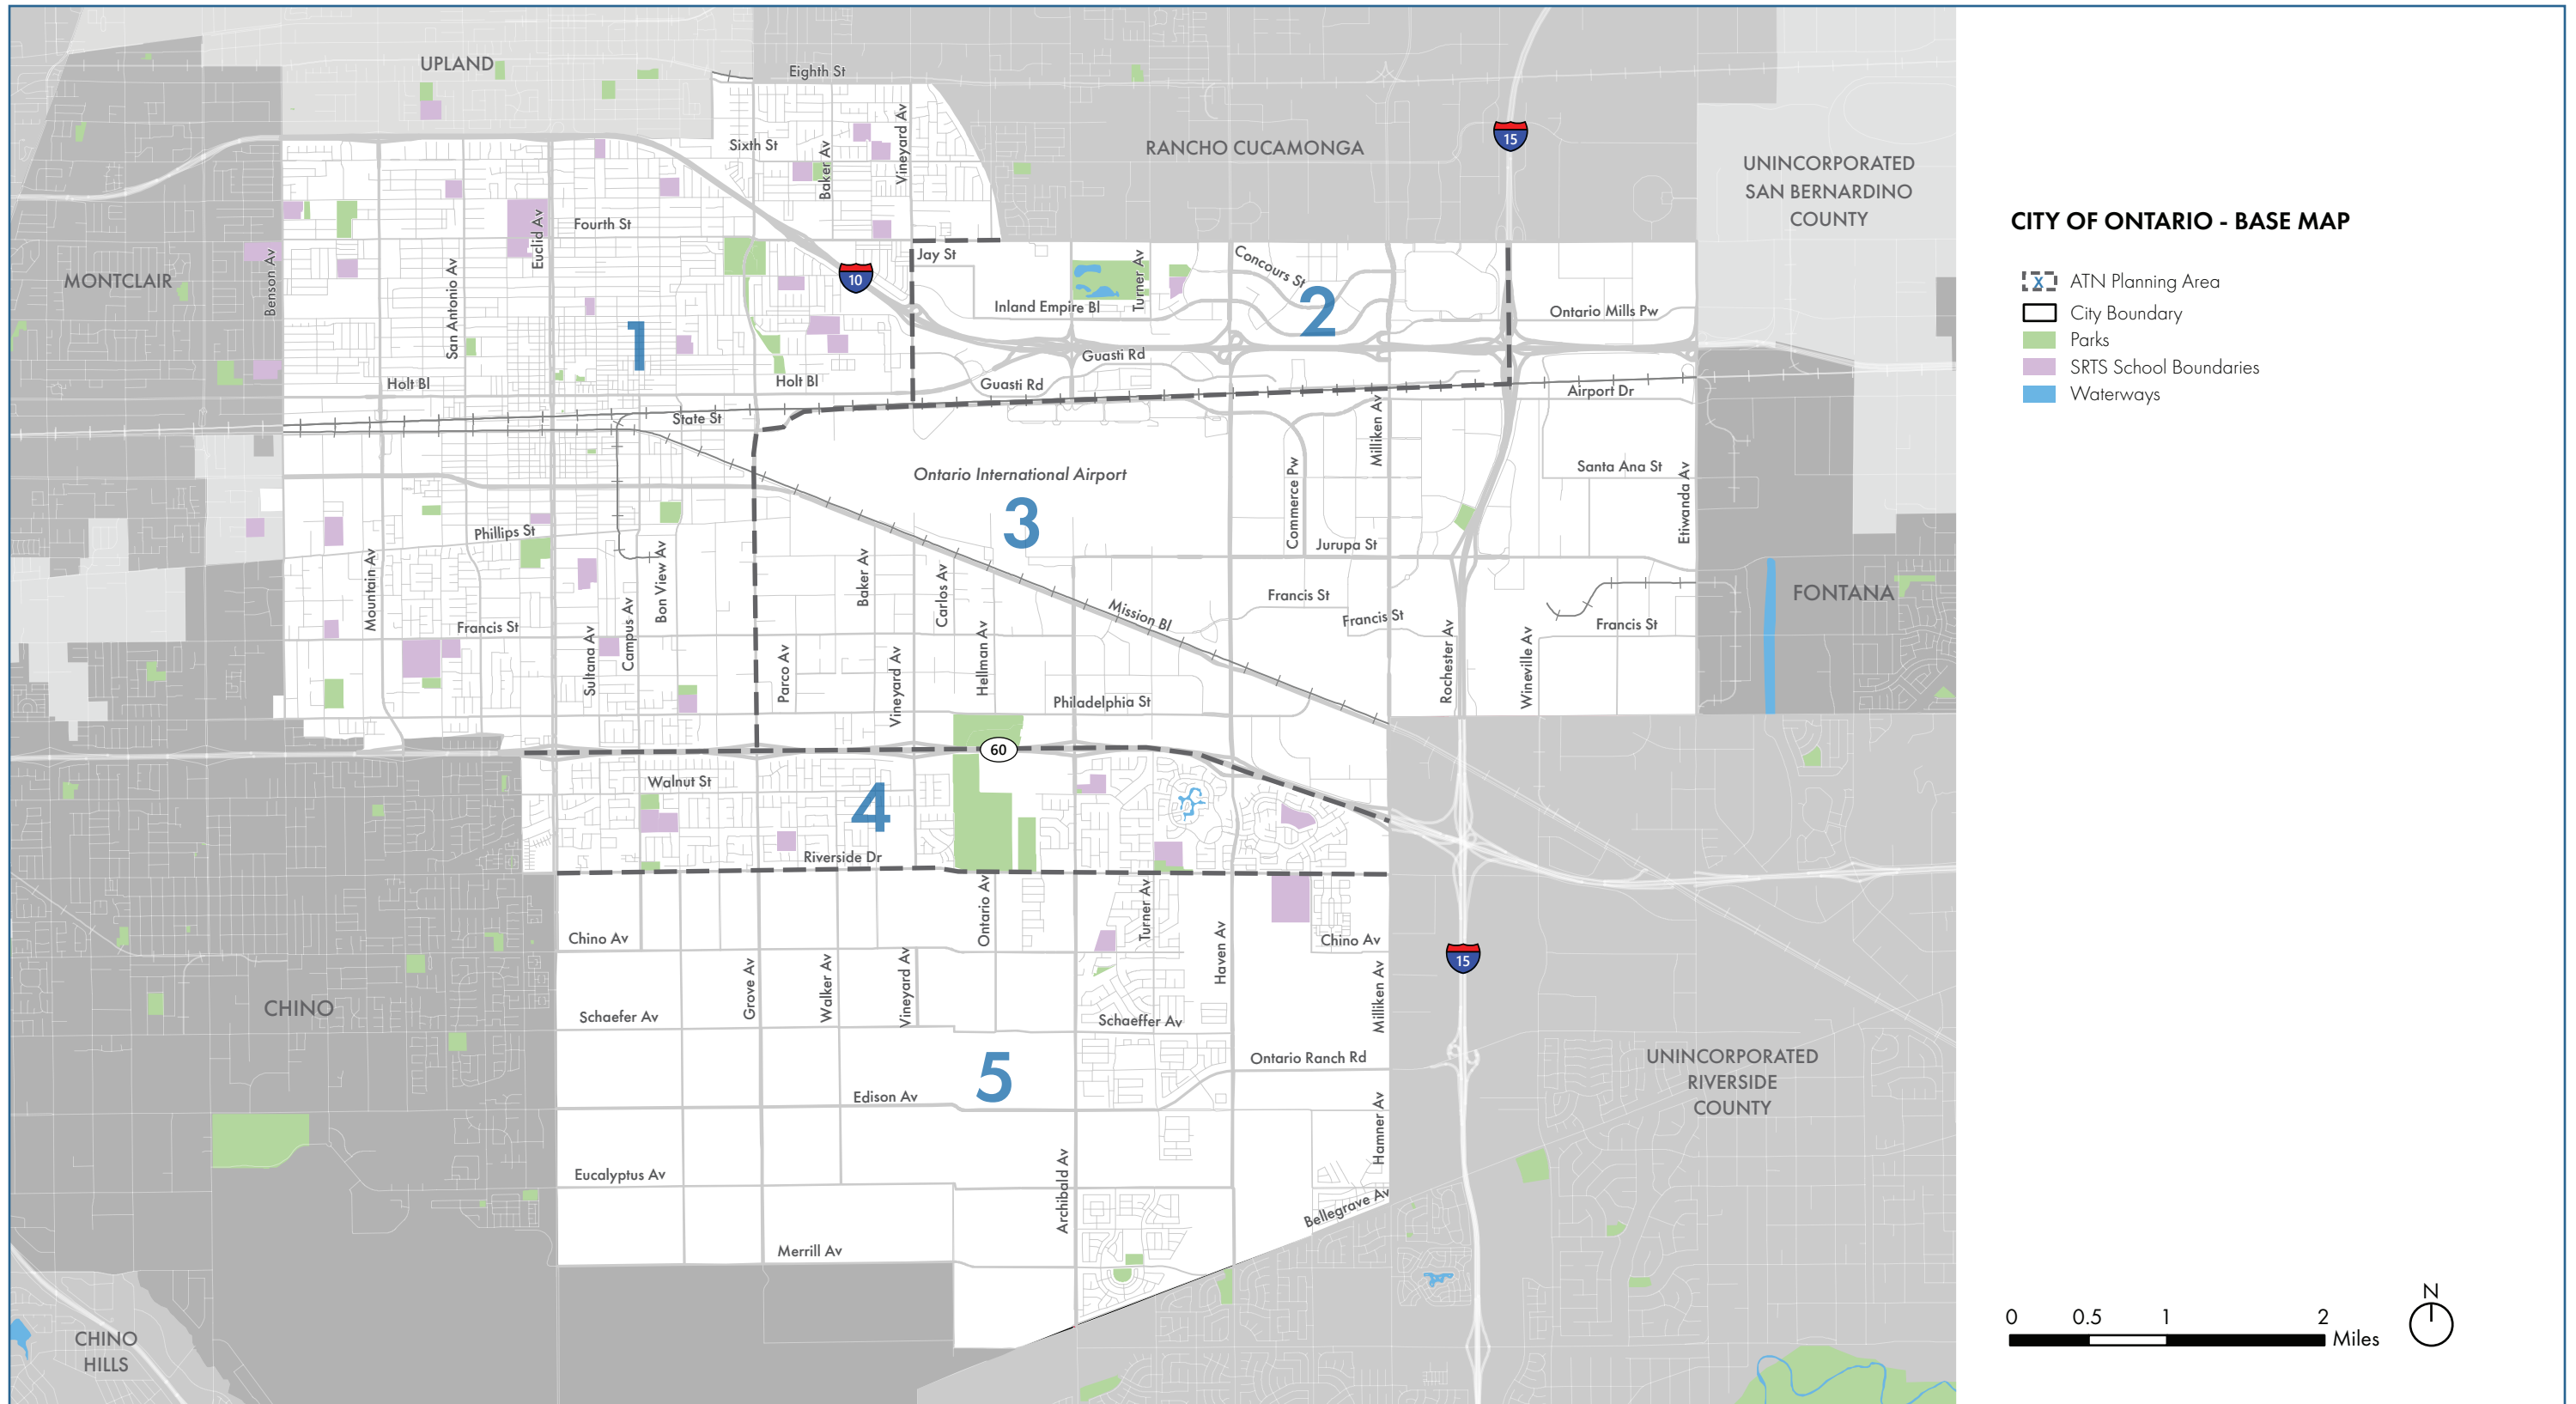 UPLAND
Eighth St
RANCHO CUCAMONGA
15
UNINCORPORATED
SAN BERNARDINO
COUNTY
Sixth St
Baker Av
Vineyard Av
Fourth St
Euclid Av
MONTCLAIR
Benson Av
San Antonio Av
10
Jay St
Turner Av
Concours St
Inland Empire Bl
Ontario Mills Pw
1
2
Guasti Rd
Holt Bl
Holt Bl
Guasti Rd
Airport Dr
State St
Milliken Av
Ontario International Airport
Santa Ana St
Commerce Pw
Etiwanda Av
3
Phillips St
Jurupa St
Mountain Av
Bon View Av
Baker Av
Carlos Av
Francis St
FONTANA
Mission Bl
Francis St
Francis St
Francis St
Sultana Av
Campus Av
Parco Av
Vineyard Av
Hellman Av
Rochester Av
Wineville Av
Philadelphia St
60
Walnut St
4
Riverside Dr
Chino Av
Ontario Av
Turner Av
Haven Av
Chino Av
15
Grove Av
Walker Av
Vineyard Av
Milliken Av
CHINO
Schaefer Av
Schaeffer Av
Ontario Ranch Rd
UNINCORPORATED
RIVERSIDE
COUNTY
5
Edison Av
Hamner Av
Eucalyptus Av
Archibald Av
Bellegrave Av
Merrill Av
CHINO
HILLS
CITY OF ONTARIO - BASE MAP
X ATN Planning Area
City Boundary
Parks
SRTS School Boundaries
Waterways
N
0 0.5 1 2
Miles